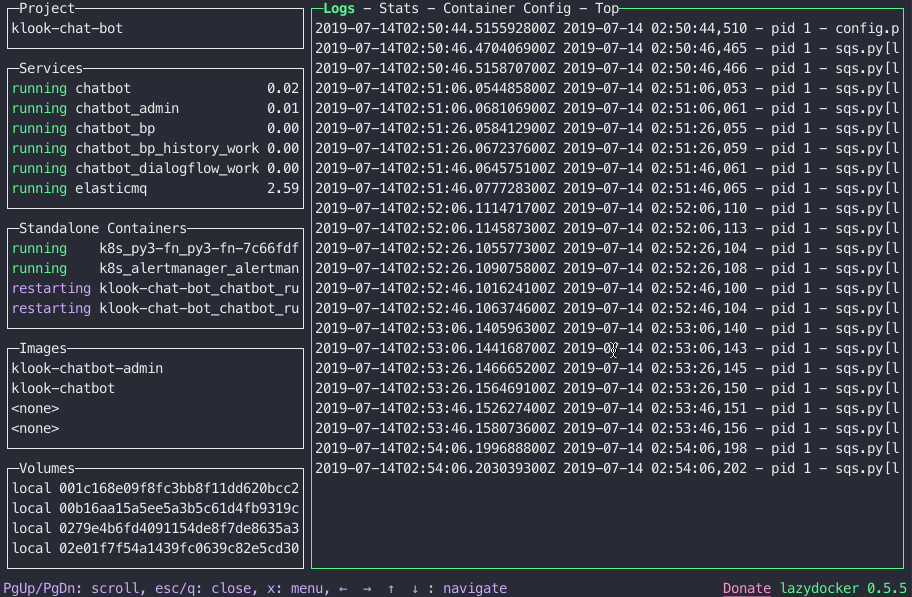 Project
klook-chat-bot
Services
running chatbot 0.02
running chatbot_admin 0.01
running chatbot_bp 0.00
running chatbot_bp_history_work 0.00
running chatbot_dialogflow_work 0.00
running elasticmq 2.59
Standalone Containers
running k8s_py3-fn_py3-fn-7c66fdf
running k8s_alertmanager_alertman
restarting klook-chat-bot_chatbot_ru
restarting klook-chat-bot_chatbot_ru
Images
klook-chatbot-admin
klook-chatbot
<none>
<none>
Volumes
local 001c168e09f8fc3bb8f11dd620bcc2
local 00b16aa15a5ee5a3b5c61d4fb9319c
local 0279e4b6fd4091154de8f7de8635a3
local 02e01f7f54a1439fc0639c82e5cd30
Logs - Stats - Container Config - Top
2019-07-14T02:50:44.515592800Z 2019-07-14 02:50:44,510 - pid 1 - config.p
2019-07-14T02:50:46.470406900Z 2019-07-14 02:50:46,465 - pid 1 - sqs.py[l
2019-07-14T02:50:46.515870700Z 2019-07-14 02:50:46,466 - pid 1 - sqs.py[l
2019-07-14T02:51:06.054485800Z 2019-07-14 02:51:06,053 - pid 1 - sqs.py[l
2019-07-14T02:51:06.068106900Z 2019-07-14 02:51:06,061 - pid 1 - sqs.py[l
2019-07-14T02:51:26.058412900Z 2019-07-14 02:51:26,055 - pid 1 - sqs.py[l
2019-07-14T02:51:26.067237600Z 2019-07-14 02:51:26,059 - pid 1 - sqs.py[l
2019-07-14T02:51:46.064575100Z 2019-07-14 02:51:46,061 - pid 1 - sqs.py[l
2019-07-14T02:51:46.077728300Z 2019-07-14 02:51:46,065 - pid 1 - sqs.py[l
2019-07-14T02:52:06.111471700Z 2019-07-14 02:52:06,110 - pid 1 - sqs.py[l
2019-07-14T02:52:06.114587300Z 2019-07-14 02:52:06,113 - pid 1 - sqs.py[l
2019-07-14T02:52:26.105577300Z 2019-07-14 02:52:26,104 - pid 1 - sqs.py[l
2019-07-14T02:52:26.109075800Z 2019-07-14 02:52:26,108 - pid 1 - sqs.py[l
2019-07-14T02:52:46.101624100Z 2019-07-14 02:52:46,100 - pid 1 - sqs.py[l
2019-07-14T02:52:46.106374600Z 2019-07-14 02:52:46,104 - pid 1 - sqs.py[l
2019-07-14T02:53:06.140596300Z 2019-07-14 02:53:06,140 - pid 1 - sqs.py[l
2019-07-14T02:53:06.144168700Z 2019-07-14 02:53:06,143 - pid 1 - sqs.py[l
2019-07-14T02:53:26.146665200Z 2019-07-14 02:53:26,145 - pid 1 - sqs.py[l
2019-07-14T02:53:26.156469100Z 2019-07-14 02:53:26,150 - pid 1 - sqs.py[l
2019-07-14T02:53:46.152627400Z 2019-07-14 02:53:46,151 - pid 1 - sqs.py[l
2019-07-14T02:53:46.158073600Z 2019-07-14 02:53:46,156 - pid 1 - sqs.py[l
2019-07-14T02:54:06.199688800Z 2019-07-14 02:54:06,198 - pid 1 - sqs.py[l
2019-07-14T02:54:06.203039300Z 2019-07-14 02:54:06,202 - pid 1 - sqs.py[l
PgUp/PgDn: scroll, esc/q: close, x: menu, ← → ↑ ↓ : navigate
Donate lazydocker 0.5.5